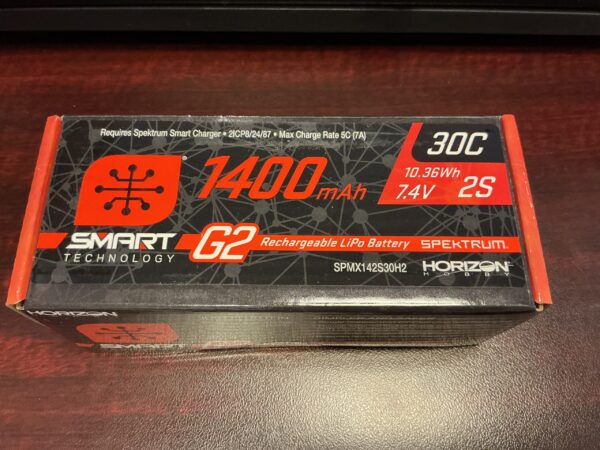 Requires Spektrum Smart Charger • 2ICP8/24/67 • Max Charge Rate 5C (7A)
30C
1400mAh
10.36Wh
7.4V 2S
SMART
TECHNOLOGY
G2 Rechargeable LiPo Battery SPEKTRUM
SPMX142S30H2
HORIZON
HOBBY
HORIZON
SMART